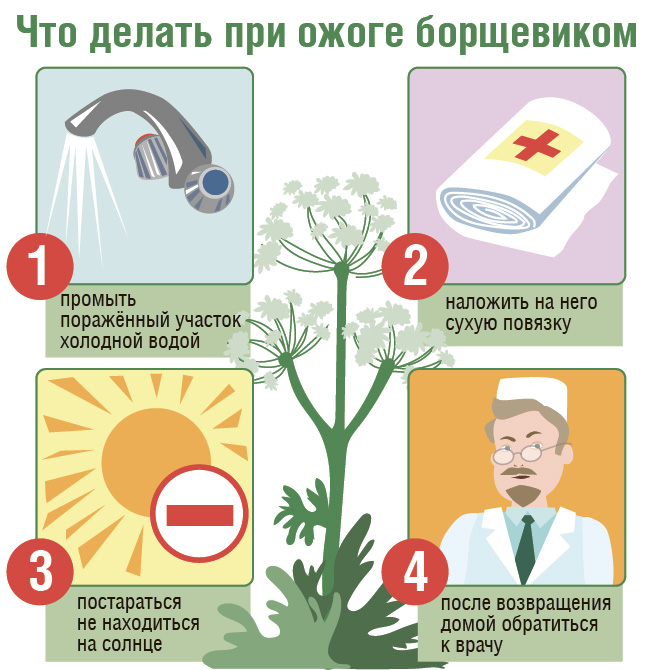 Что делать при ожоге борщевиком
1
промыть
поражённый участок
холодной водой
2
наложить на него
сухую повязку
3
постараться
не находиться
на солнце
4
после возвращения
домой обратиться
к врачу